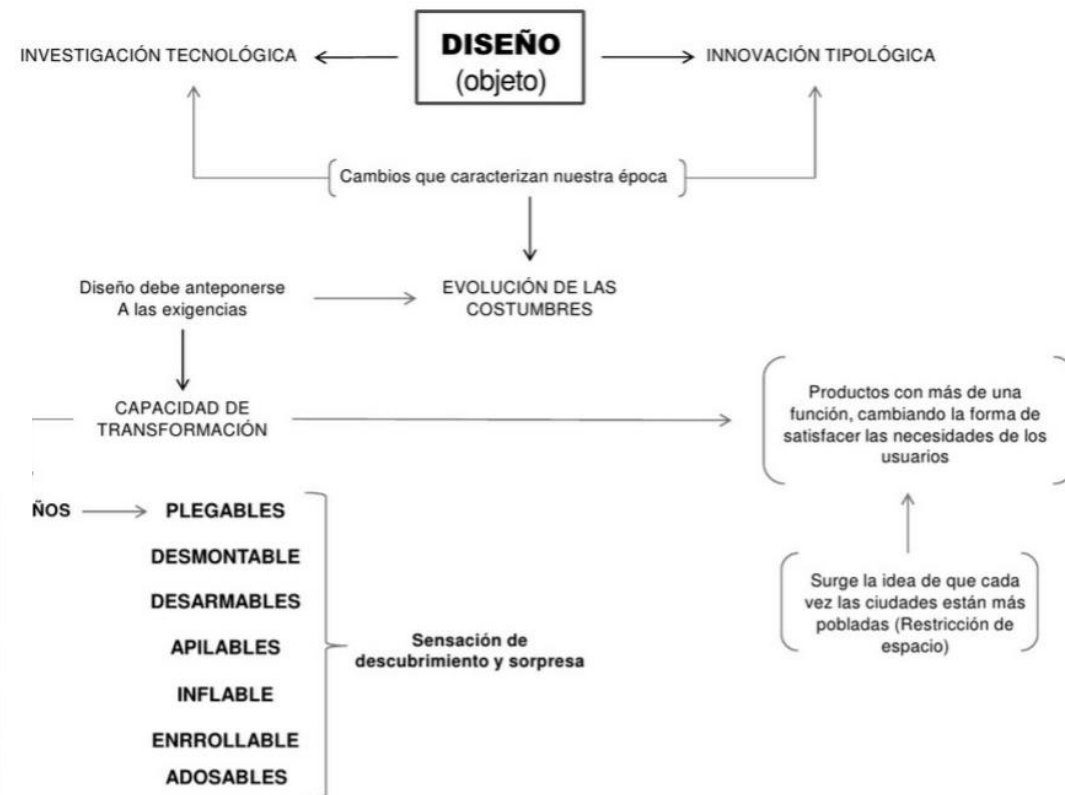 DISEÑO
(objeto)
INVESTIGACIÓN TECNOLÓGICA
INNOVACIÓN TIPOLÓGICA
Cambios que caracterizan nuestra época
Diseño debe anteponerse
A las exigencias
EVOLUCIÓN DE LAS
COSTUMBRES
CAPACIDAD DE
TRANSFORMACIÓN
Productos con más de una
función, cambiando la forma de
satisfacer las necesidades de los
usuarios
ÑOS
PLEGABLES
DESMONTABLE
DESARMABLES
APILABLES
INFLABLE
ENRROLLABLE
ADOSABLES
Sensación de
descubrimiento y sorpresa
Surge la idea de que cada
vez las ciudades están más
pobladas (Restricción de
espacio)